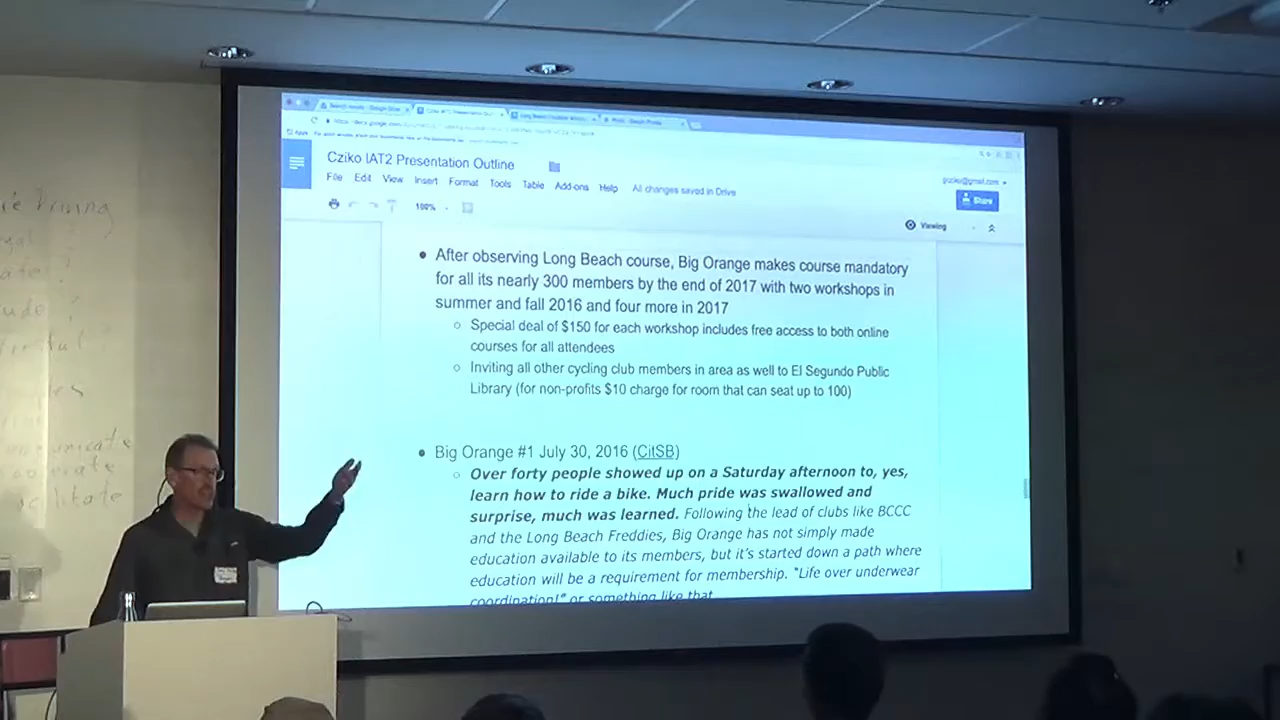 Cziko IAT2 Presentation Outline
File Edit View Insert Format Tools Table Add-ons Help All changes saved in Drive
Share
100%
Viewing
After observing Long Beach course, Big Orange makes course mandatory
for all its nearly 300 members by the end of 2017 with two workshops in
summer and fall 2016 and four more in 2017
Special deal of $150 for each workshop includes free access to both online
courses for all attendees
Inviting all other cycling club members in area as well to El Segundo Public
Library (for non-profits $10 charge for room that can seat up to 100)
Big Orange #1 July 30, 2016 (CitSB)
Over forty people showed up on a Saturday afternoon to, yes,
learn how to ride a bike. Much pride was swallowed and
surprise, much was learned. Following the lead of clubs like BCCC
and the Long Beach Freddies, Big Orange has not simply made
education available to its members, but it's started down a path where
education will be a requirement for membership. "Life over underwear
coordination!" or something like that